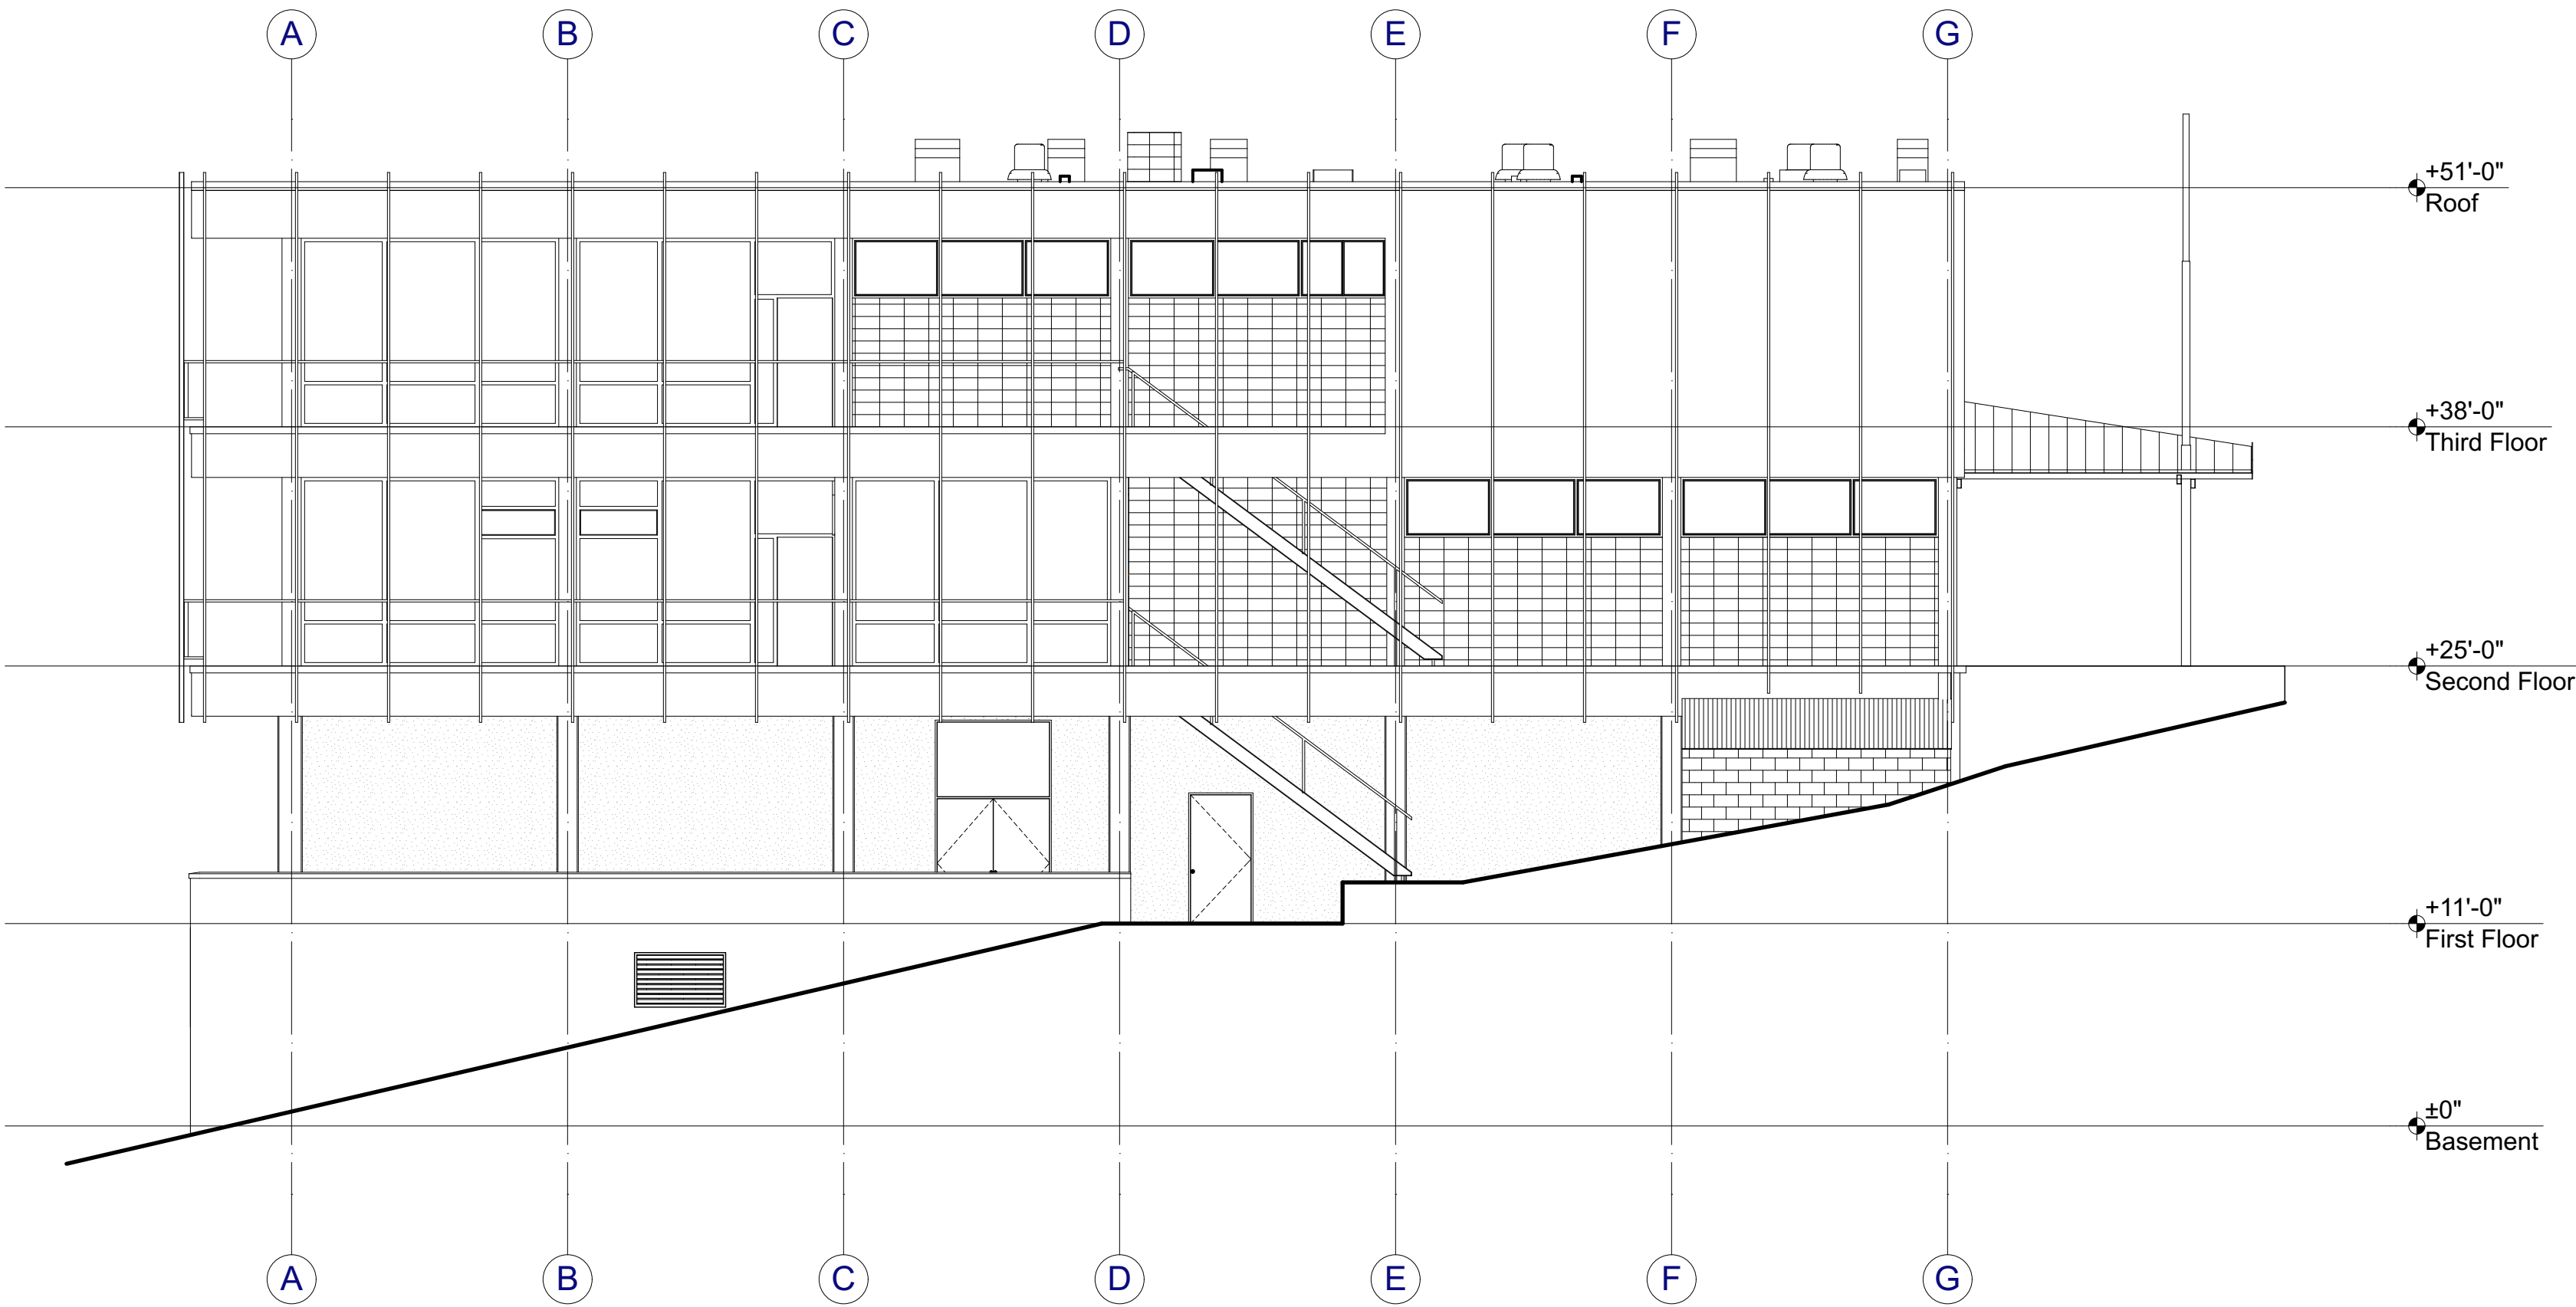 A B C D E F G
+51'-0"
Roof
+38'-0"
Third Floor
+25'-0"
Second Floor
+11'-0"
First Floor
±0"
Basement
A B C D E F G